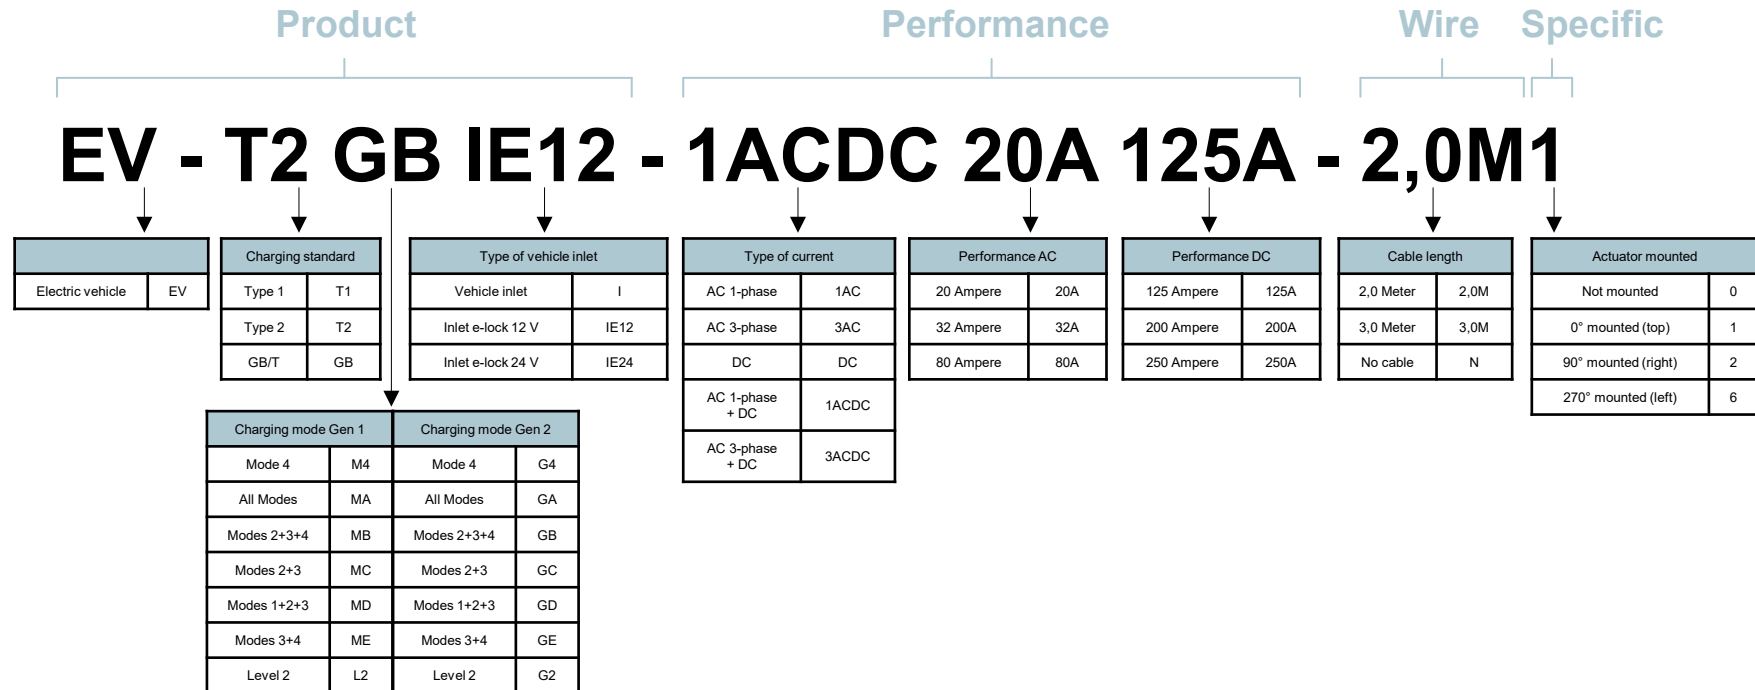 Product Performance Wire Specific
EV - T2 GB IE12 - 1ACDC 20A 125A - 2,0M1
Electric vehicle EV
Charging standard
Type 1 T1
Type 2 T2
GB/T GB
Type of vehicle inlet
Vehicle inlet I
Inlet e-lock 12 V IE12
Inlet e-lock 24 V IE24
Type of current
AC 1-phase 1AC
AC 3-phase 3AC
DC DC
AC 1-phase
+ DC 1ACDC
AC 3-phase
+ DC 3ACDC
Performance AC
20 Ampere 20A
32 Ampere 32A
80 Ampere 80A
Performance DC
125 Ampere 125A
200 Ampere 200A
250 Ampere 250A
Cable length
2,0 Meter 2,0M
3,0 Meter 3,0M
No cable N
Actuator mounted
Not mounted 0
0° mounted (top) 1
90° mounted (right) 2
270° mounted (left) 6
Charging mode Gen 1 Charging mode Gen 2
Mode 4 M4 Mode 4 G4
All Modes MA All Modes GA
Modes 2+3+4 MB Modes 2+3+4 GB
Modes 2+3 MC Modes 2+3 GC
Modes 1+2+3 MD Modes 1+2+3 GD
Modes 3+4 ME Modes 3+4 GE
Level 2 L2 Level 2 G2